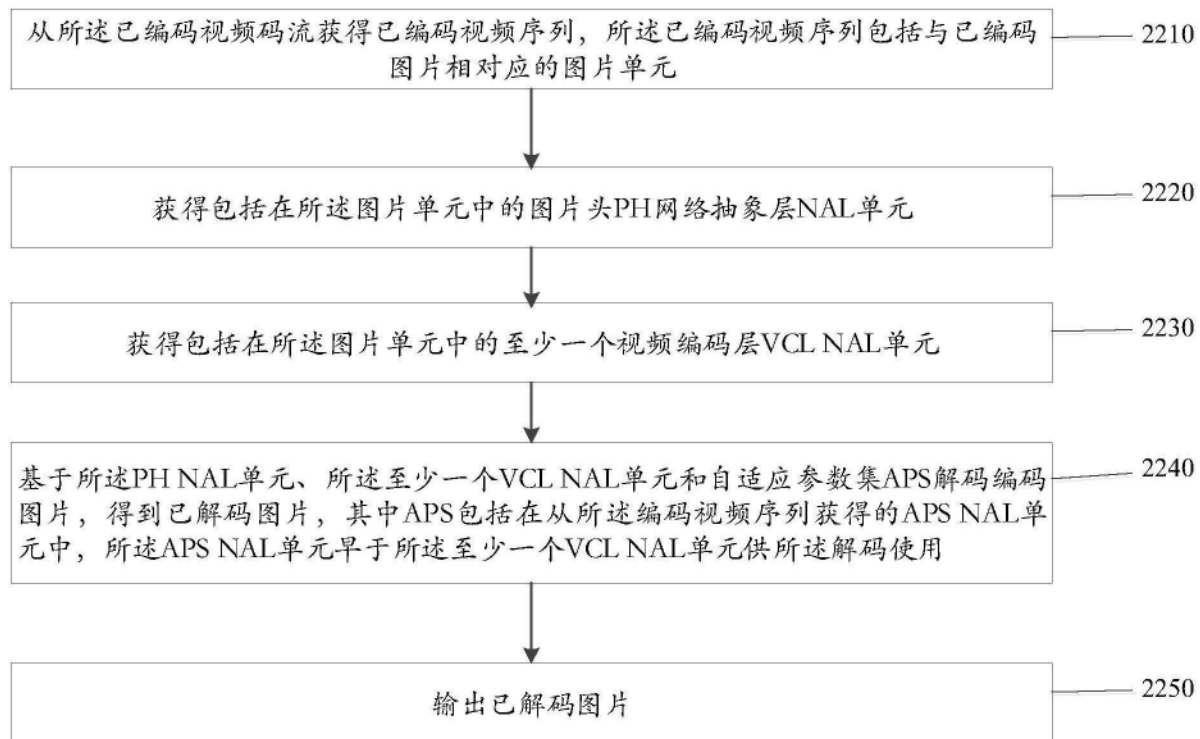 从所述已编码视频码流获得已编码视频序列，所述已编码视频序列包括与已编码
图片相对应的图片单元
2210
获得包括在所述图片单元中的图片头PH网络抽象层NAL单元
2220
获得包括在所述图片单元中的至少一个视频编码层VCL NAL单元
2230
基于所述PH NAL单元、所述至少一个VCL NAL单元和自适应参数集APS解码编码
图片，得到已解码图片，其中APS包括在从所述编码视频序列获得的APS NAL单
元中，所述APS NAL单元早于所述至少一个VCL NAL单元供所述解码使用
2240
输出已解码图片
2250